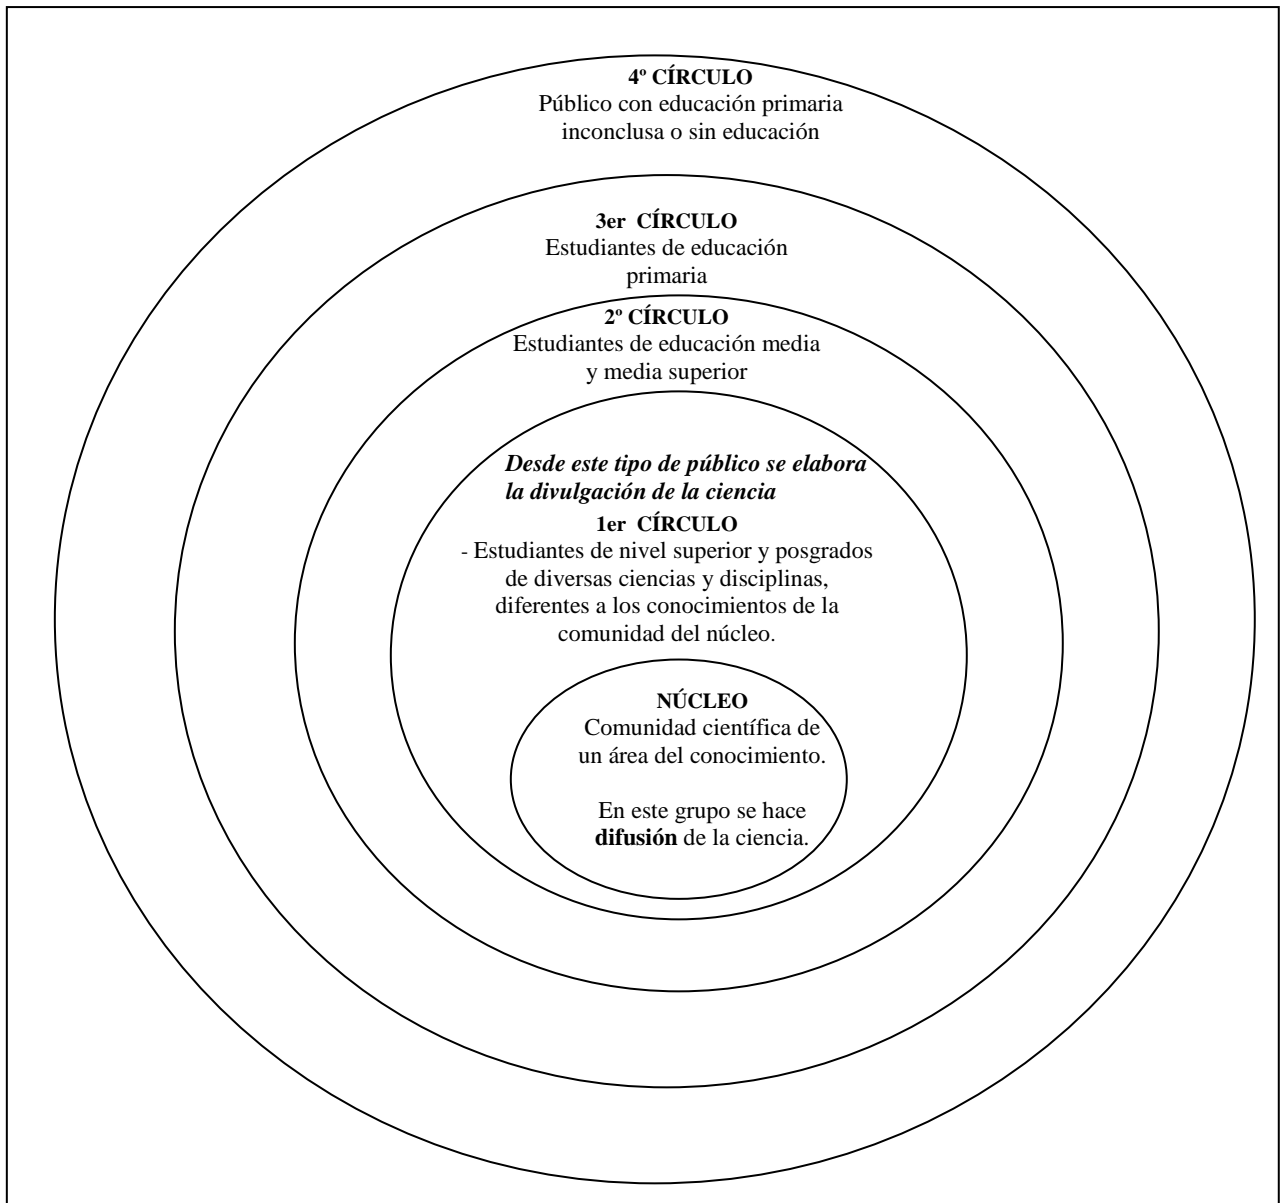 4º CÍRCULO
Público con educación primaria
inconclusa o sin educación
3er CÍRCULO
Estudiantes de educación
primaria
2º CÍRCULO
Estudiantes de educación media
y media superior
Desde este tipo de público se elabora
la divulgación de la ciencia
1er CÍRCULO
- Estudiantes de nivel superior y posgrados
de diversas ciencias y disciplinas,
diferentes a los conocimientos de la
comunidad del núcleo.
NÚCLEO
Comunidad científica de
un área del conocimiento.
En este grupo se hace
difusión de la ciencia.